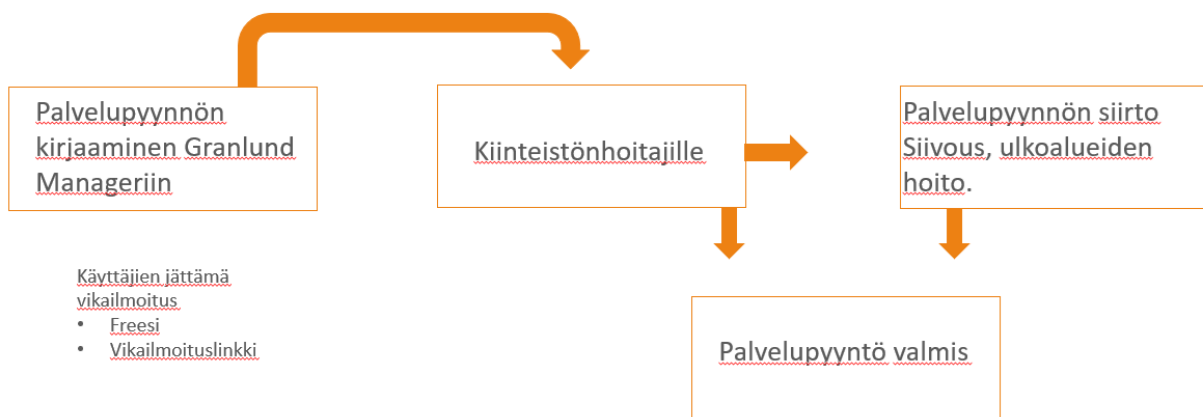 Palvelupyynnön
kirjaaminen Granlund
Manageriin
Kiinteistönhoitajille
Palvelupyynnön siirto
Siivous, ulkoalueiden
hoito.
Käyttäjien jättämä
vikailmoitus
• Freesi
• Vikailmoituslinkki
Palvelupyyntö valmis